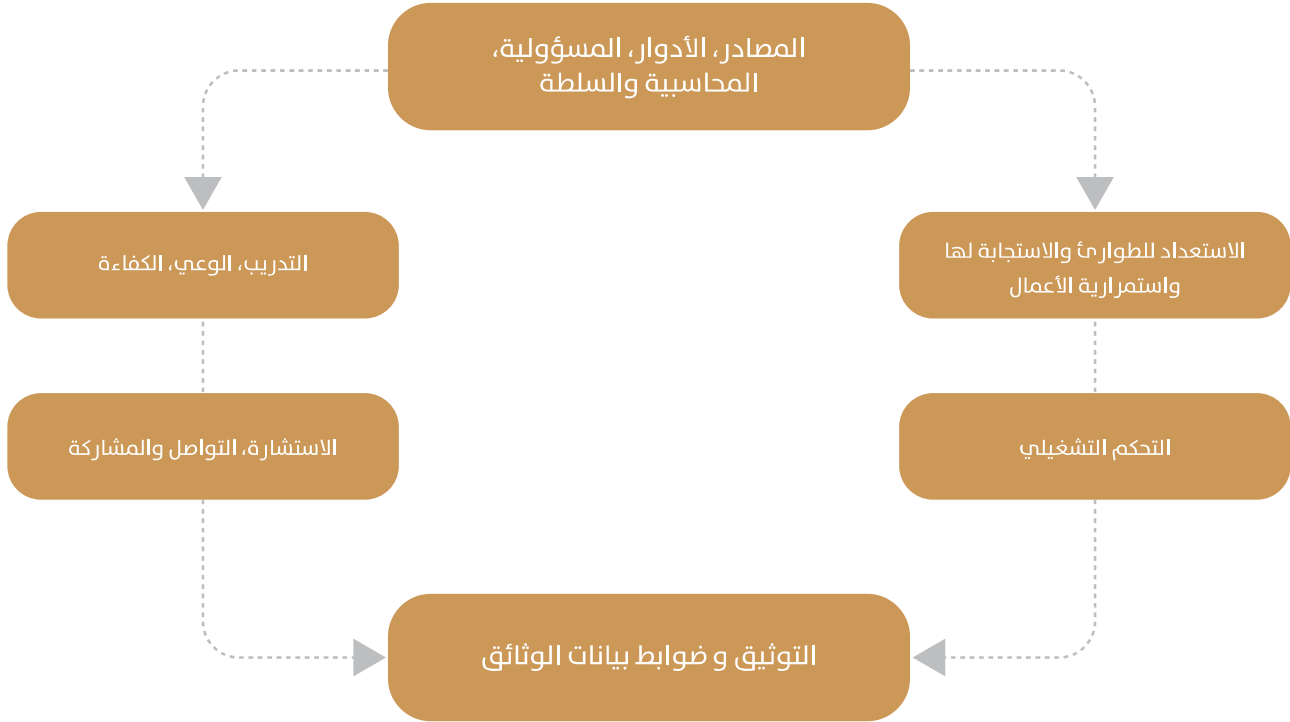 المصادر، الأدوار، المسؤولية،
المحاسبية والسلطة
الاستعداد للطوارئ والاستجابة لها
واستمرارية الأعمال
التدريب، الوعي، الكفاءة
التحكم التشغيلي
الاستشارة، التواصل والمشاركة
التوثيق و ضوابط بيانات الوثائق